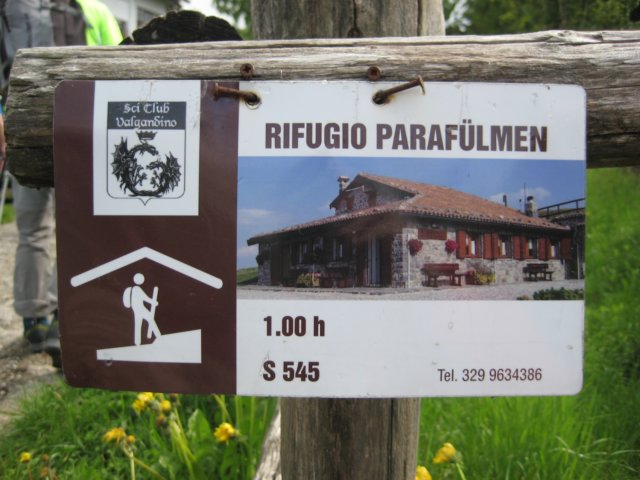 Sci Club
Valgandino
RIFUGIO PARAFÜLMEN
1.00 h
S 545
Tel. 329 9634386